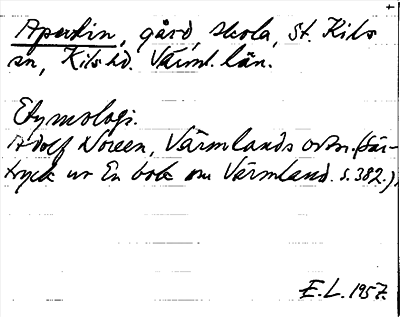 Apertin, gård, skola, St. Kils
sn, Kils hd. Värml. län.
Etymologi.
Adolf Noreen, Värmlands ortn. (Sär-
tryck ur En bok om Värmland. s. 382.).
E.L. 1957.